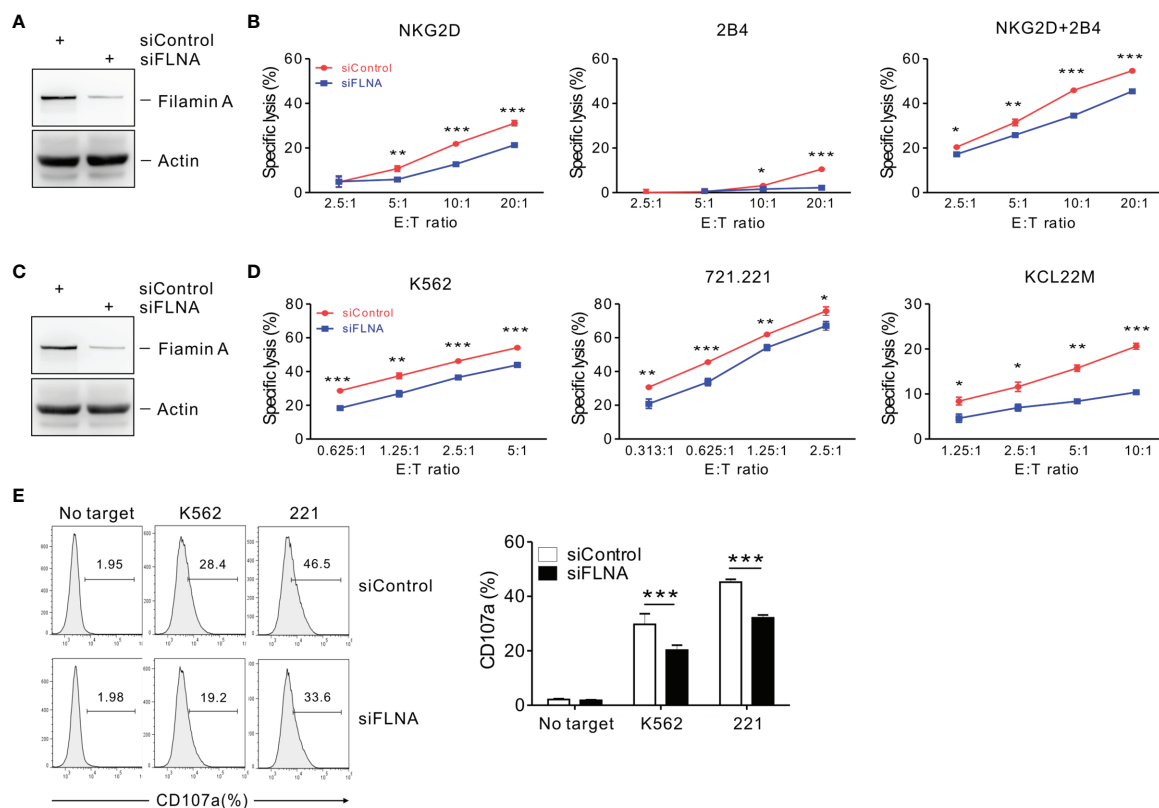 A
+ siControl
+ siFLNA
Filamin A
Actin
B
NKG2D
Specific lysis (%)
60
40
20
0
siControl
siFLNA
** *** ***
2.5:1 5:1 10:1 20:1
E:T ratio
2B4
Specific lysis (%)
60
40
20
0
* ***
2.5:1 5:1 10:1 20:1
E:T ratio
NKG2D+2B4
Specific lysis (%)
60
40
20
0
* ** *** ***
2.5:1 5:1 10:1 20:1
E:T ratio
C
+ siControl
+ siFLNA
Fiamin A
Actin
D
K562
Specific lysis (%)
80
60
40
20
0
siControl
siFLNA
*** ** *** ***
0.625:1 1.25:1 2.5:1 5:1
E:T ratio
721.221
Specific lysis (%)
80
60
40
20
0
** *** ** *
0.313:1 0.625:1 1.25:1 2.5:1
E:T ratio
KCL22M
Specific lysis (%)
30
20
10
0
* * ** ***
1.25:1 2.5:1 5:1 10:1
E:T ratio
E
No target K562 221
1.95 28.4 46.5
siControl
1.98 19.2 33.6
siFLNA
CD107a(%)
CD107a (%)
60
40
20
0
siControl
siFLNA
*** ***
No target K562 221